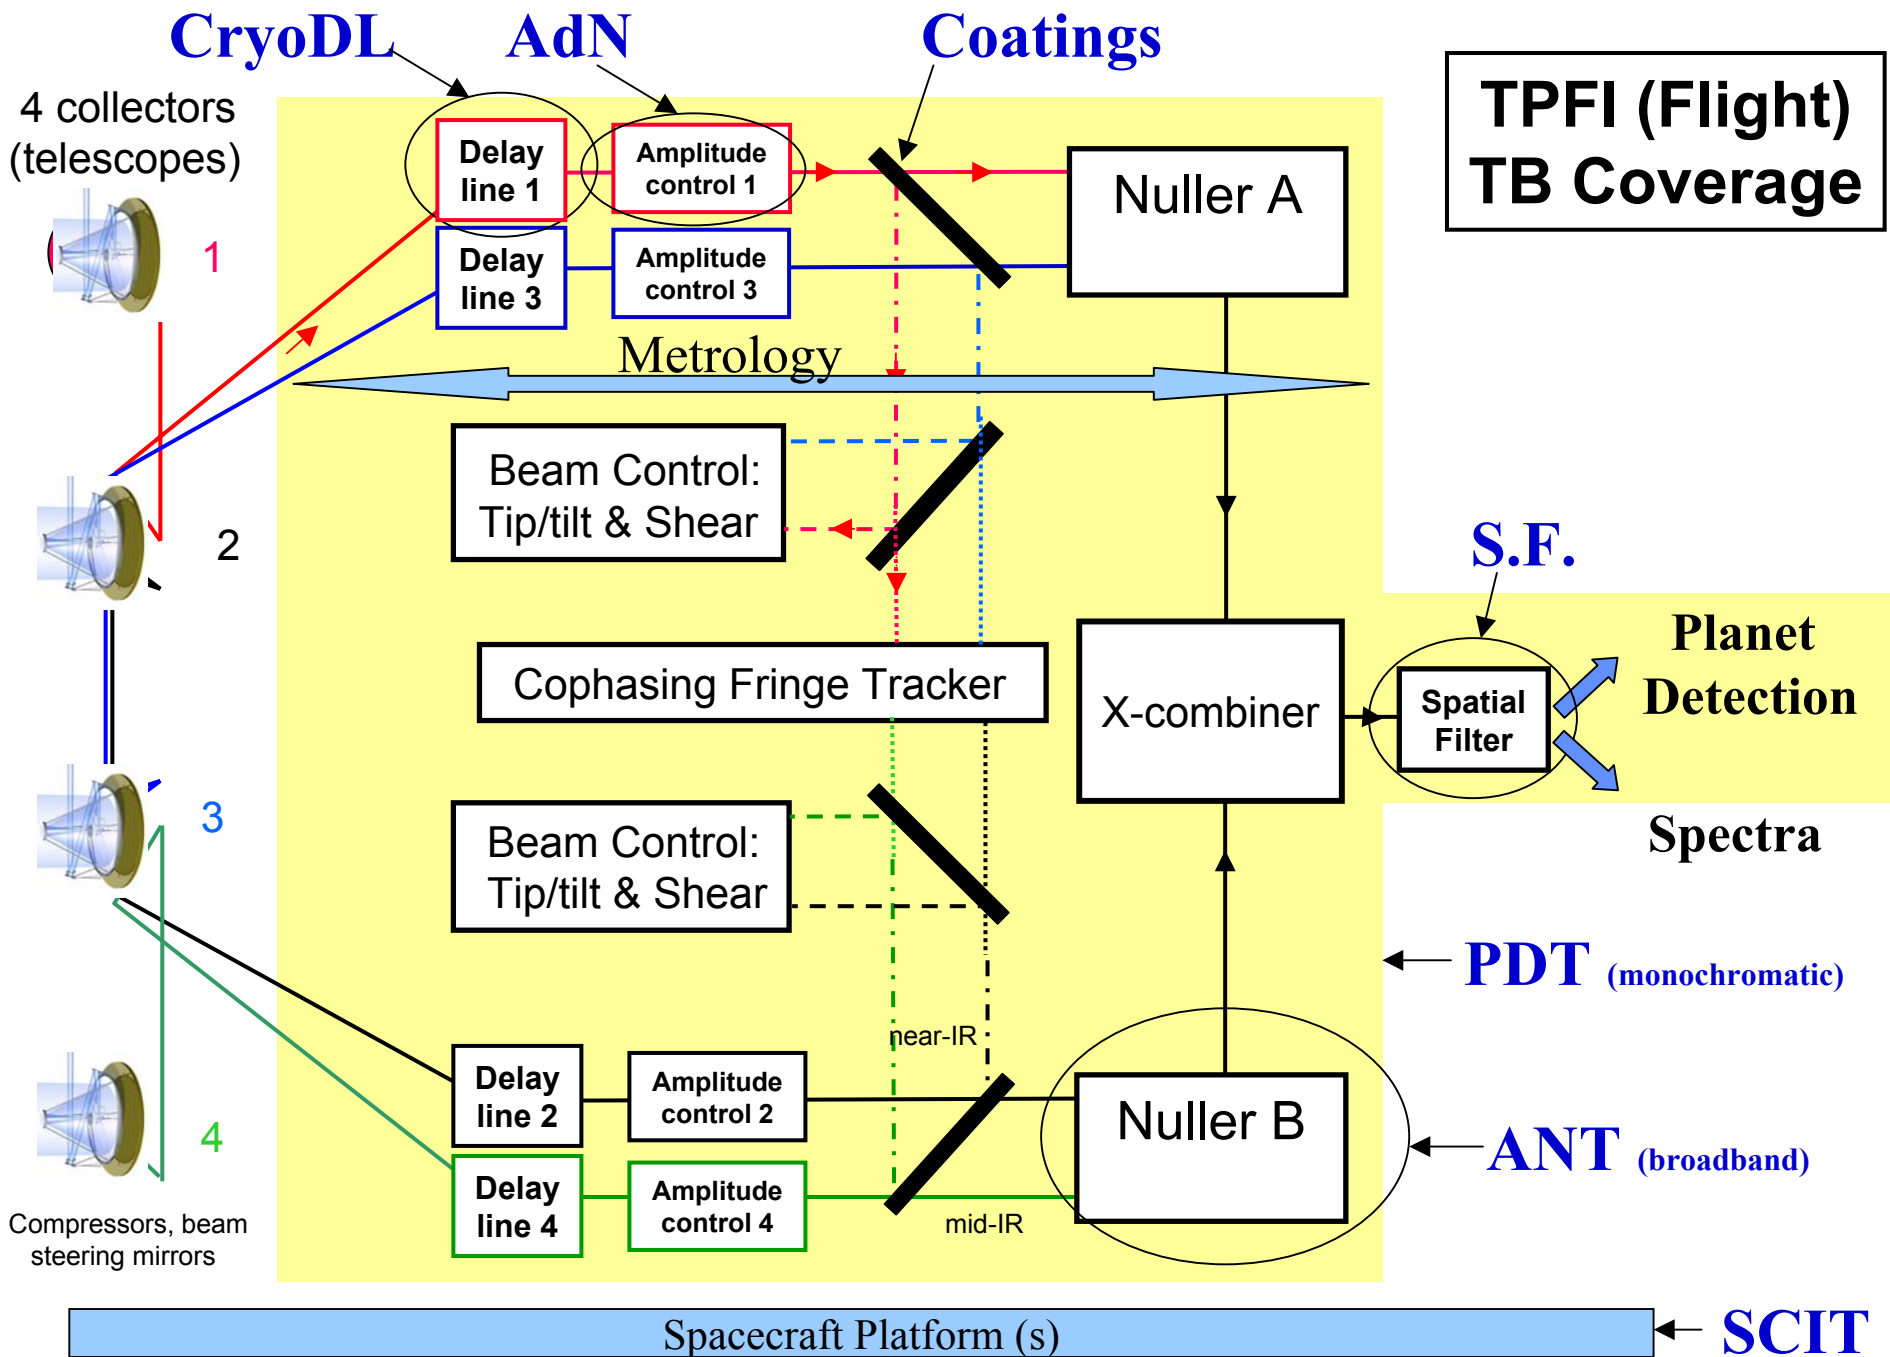 CryoDL
AdN
Coatings
TPFI (Flight)
TB Coverage
4 collectors
(telescopes)
Delay
line 1
Amplitude
control 1
Nuller A
1
Delay
line 3
Amplitude
control 3
Metrology
Beam Control:
Tip/tilt & Shear
2
S.F.
Planet
Detection
Cophasing Fringe Tracker
X-combiner
Spatial
Filter
3
Beam Control:
Tip/tilt & Shear
Spectra
PDT (monochromatic)
near-IR
Delay
line 2
Amplitude
control 2
Nuller B
4
ANT (broadband)
Delay
line 4
Amplitude
control 4
mid-IR
Compressors, beam
steering mirrors
Spacecraft Platform (s)
SCIT